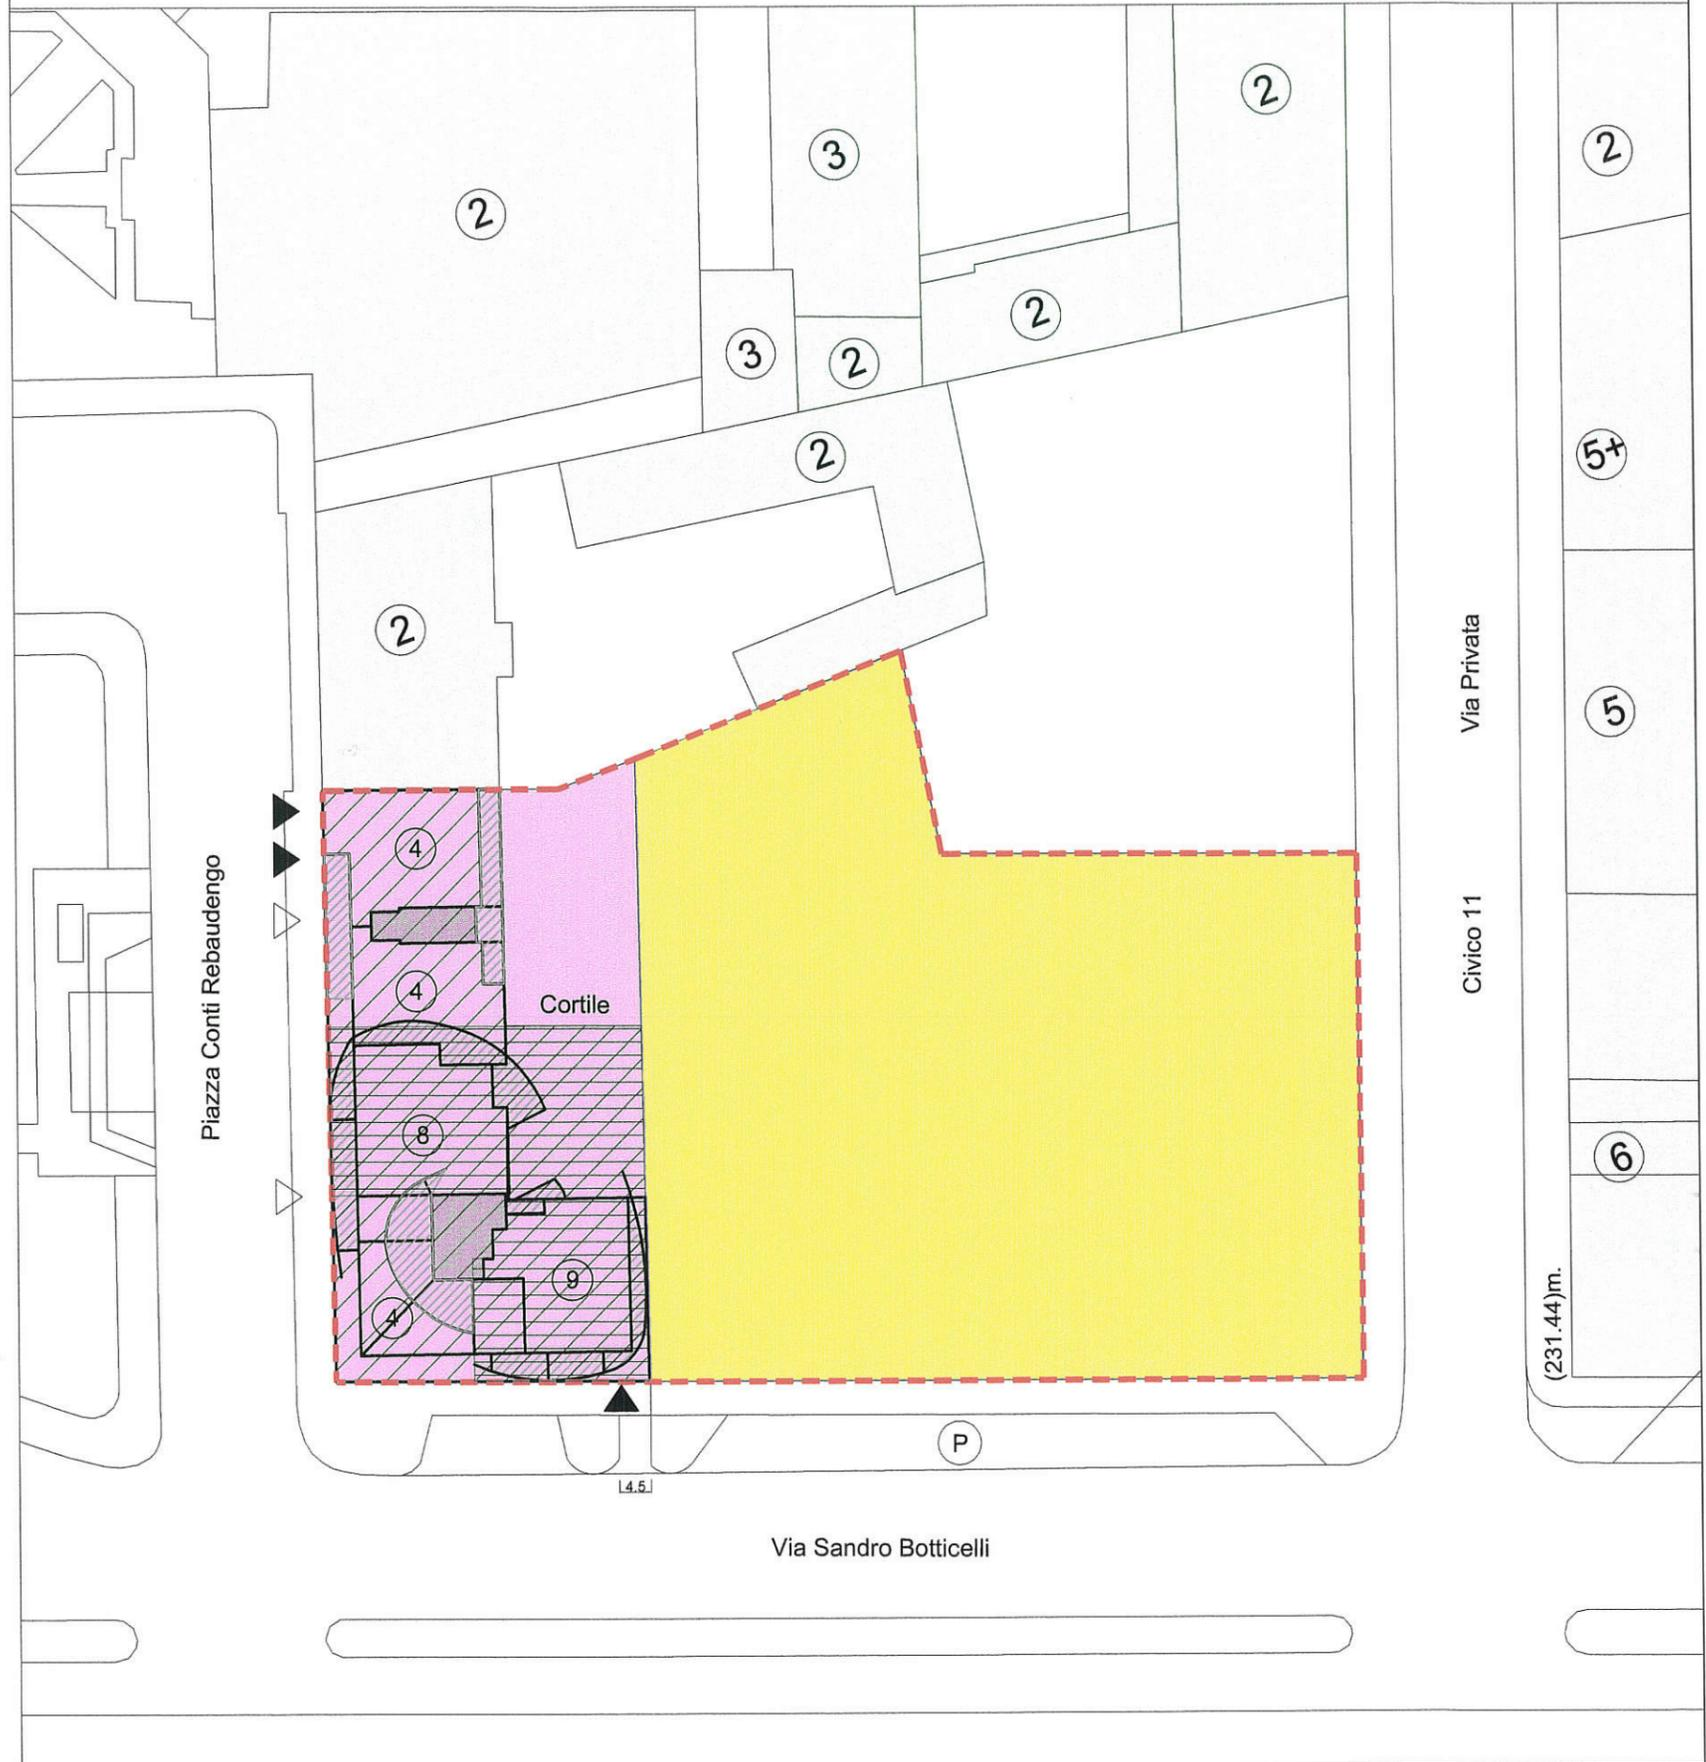 2
3
2
2
3
2
2
2
5+
2
Via Privata
5
4
Piazza Conti Rebaudengo
Civico 11
4
Cortile
8
6
9
4
(231.44)m.
P
4.5
Via Sandro Botticelli